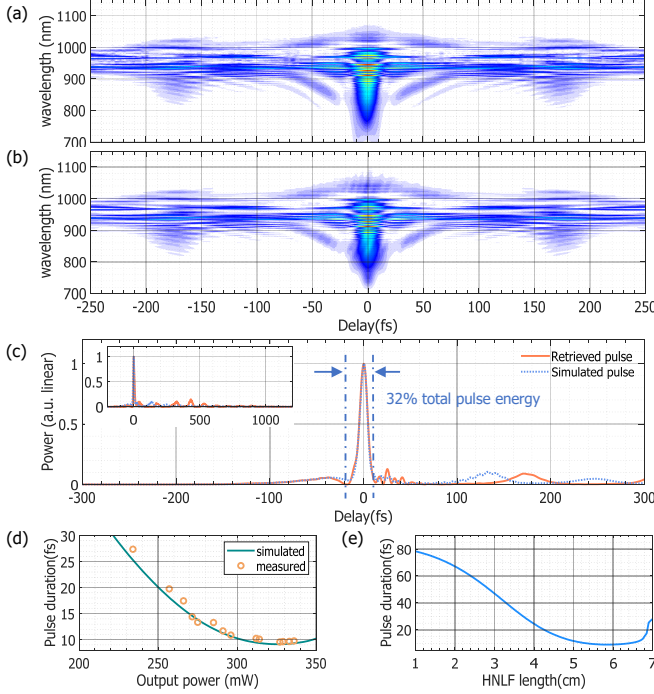 (a)
wavelength (nm)
1100
1000
900
800
700
(b)
wavelength (nm)
1100
1000
900
800
700
-250 -200 -150 -100 -50 0 50 100 150 200 250
Delay(fs)
(c)
Power (a.u. linear)
1
0.5
0
1
0.5
0
0 500 1000
Retrieved pulse
Simulated pulse
32% total pulse energy
-300 -200 -100 0 100 200 300
Delay(fs)
(d)
Pulse duration(fs)
30
25
20
15
10
simulated
measured
200 250 300 350
Output power (mW)
(e)
Pulse duration(fs)
80
60
40
20
1 2 3 4 5 6 7
HNLF length(cm)